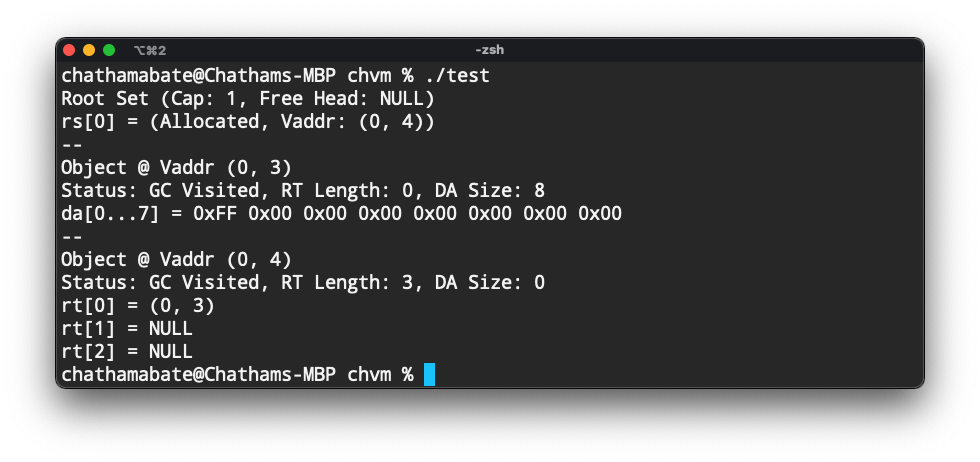 ⌥⌘2 -zsh
chathamabate@Chathams-MBP chvm % ./test
Root Set (Cap: 1, Free Head: NULL)
rs[0] = (Allocated, Vaddr: (0, 4))
--
Object @ Vaddr (0, 3)
Status: GC Visited, RT Length: 0, DA Size: 8
da[0...7] = 0xFF 0x00 0x00 0x00 0x00 0x00 0x00 0x00
--
Object @ Vaddr (0, 4)
Status: GC Visited, RT Length: 3, DA Size: 0
rt[0] = (0, 3)
rt[1] = NULL
rt[2] = NULL
chathamabate@Chathams-MBP chvm %